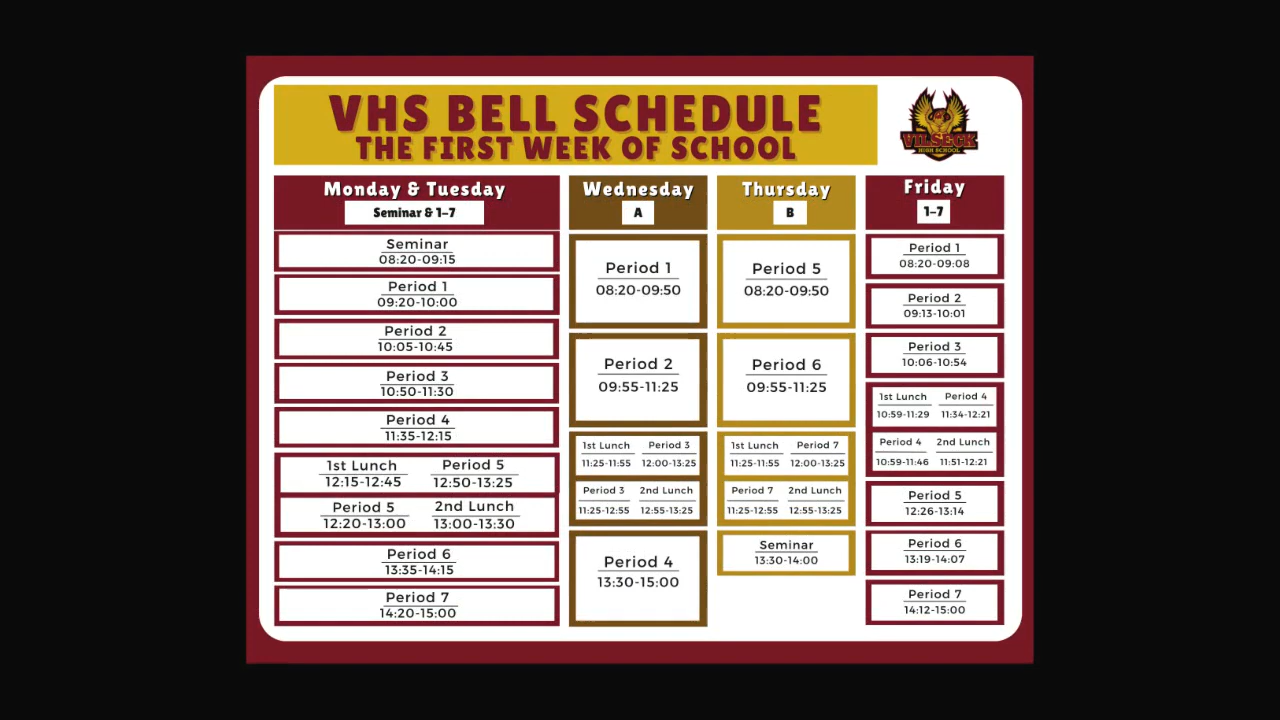 VHS BELL SCHEDULE
THE FIRST WEEK OF SCHOOL
VILSECK
HIGH SCHOOL
Monday & Tuesday
Seminar & 1-7
Seminar
08:20-09:15
Period 1
09:20-10:00
Period 2
10:05-10:45
Period 3
10:50-11:30
Period 4
11:35-12:15
1st Lunch Period 5
12:15-12:45 12:50-13:25
Period 5 2nd Lunch
12:20-13:00 13:00-13:30
Period 6
13:35-14:15
Period 7
14:20-15:00
Wednesday
A
Period 1
08:20-09:50
Period 2
09:55-11:25
1st Lunch Period 3
11:25-11:55 12:00-13:25
Period 3 2nd Lunch
11:25-12:55 12:55-13:25
Period 4
13:30-15:00
Thursday
B
Period 5
08:20-09:50
Period 6
09:55-11:25
1st Lunch Period 7
11:25-11:55 12:00-13:25
Period 7 2nd Lunch
11:25-12:55 12:55-13:25
Seminar
13:30-14:00
Friday
1-7
Period 1
08:20-09:08
Period 2
09:13-10:01
Period 3
10:06-10:54
1st Lunch Period 4
10:59-11:29 11:34-12:21
Period 4 2nd Lunch
10:59-11:46 11:51-12:21
Period 5
12:26-13:14
Period 6
13:19-14:07
Period 7
14:12-15:00